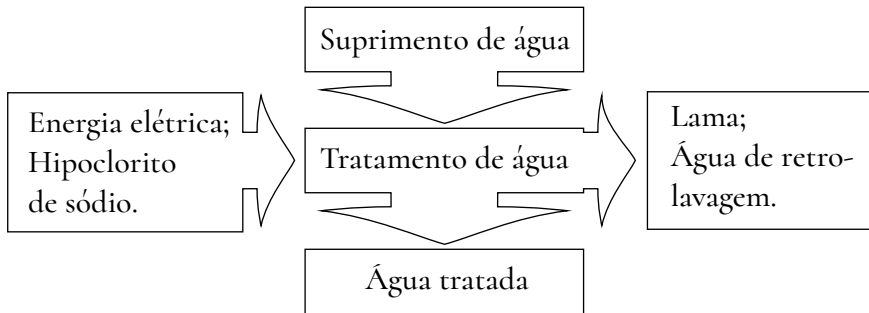 Suprimento de água
Energia elétrica;
Hipoclorito
de sódio.
Tratamento de água
Lama;
Água de retro-
lavagem.
Água tratada